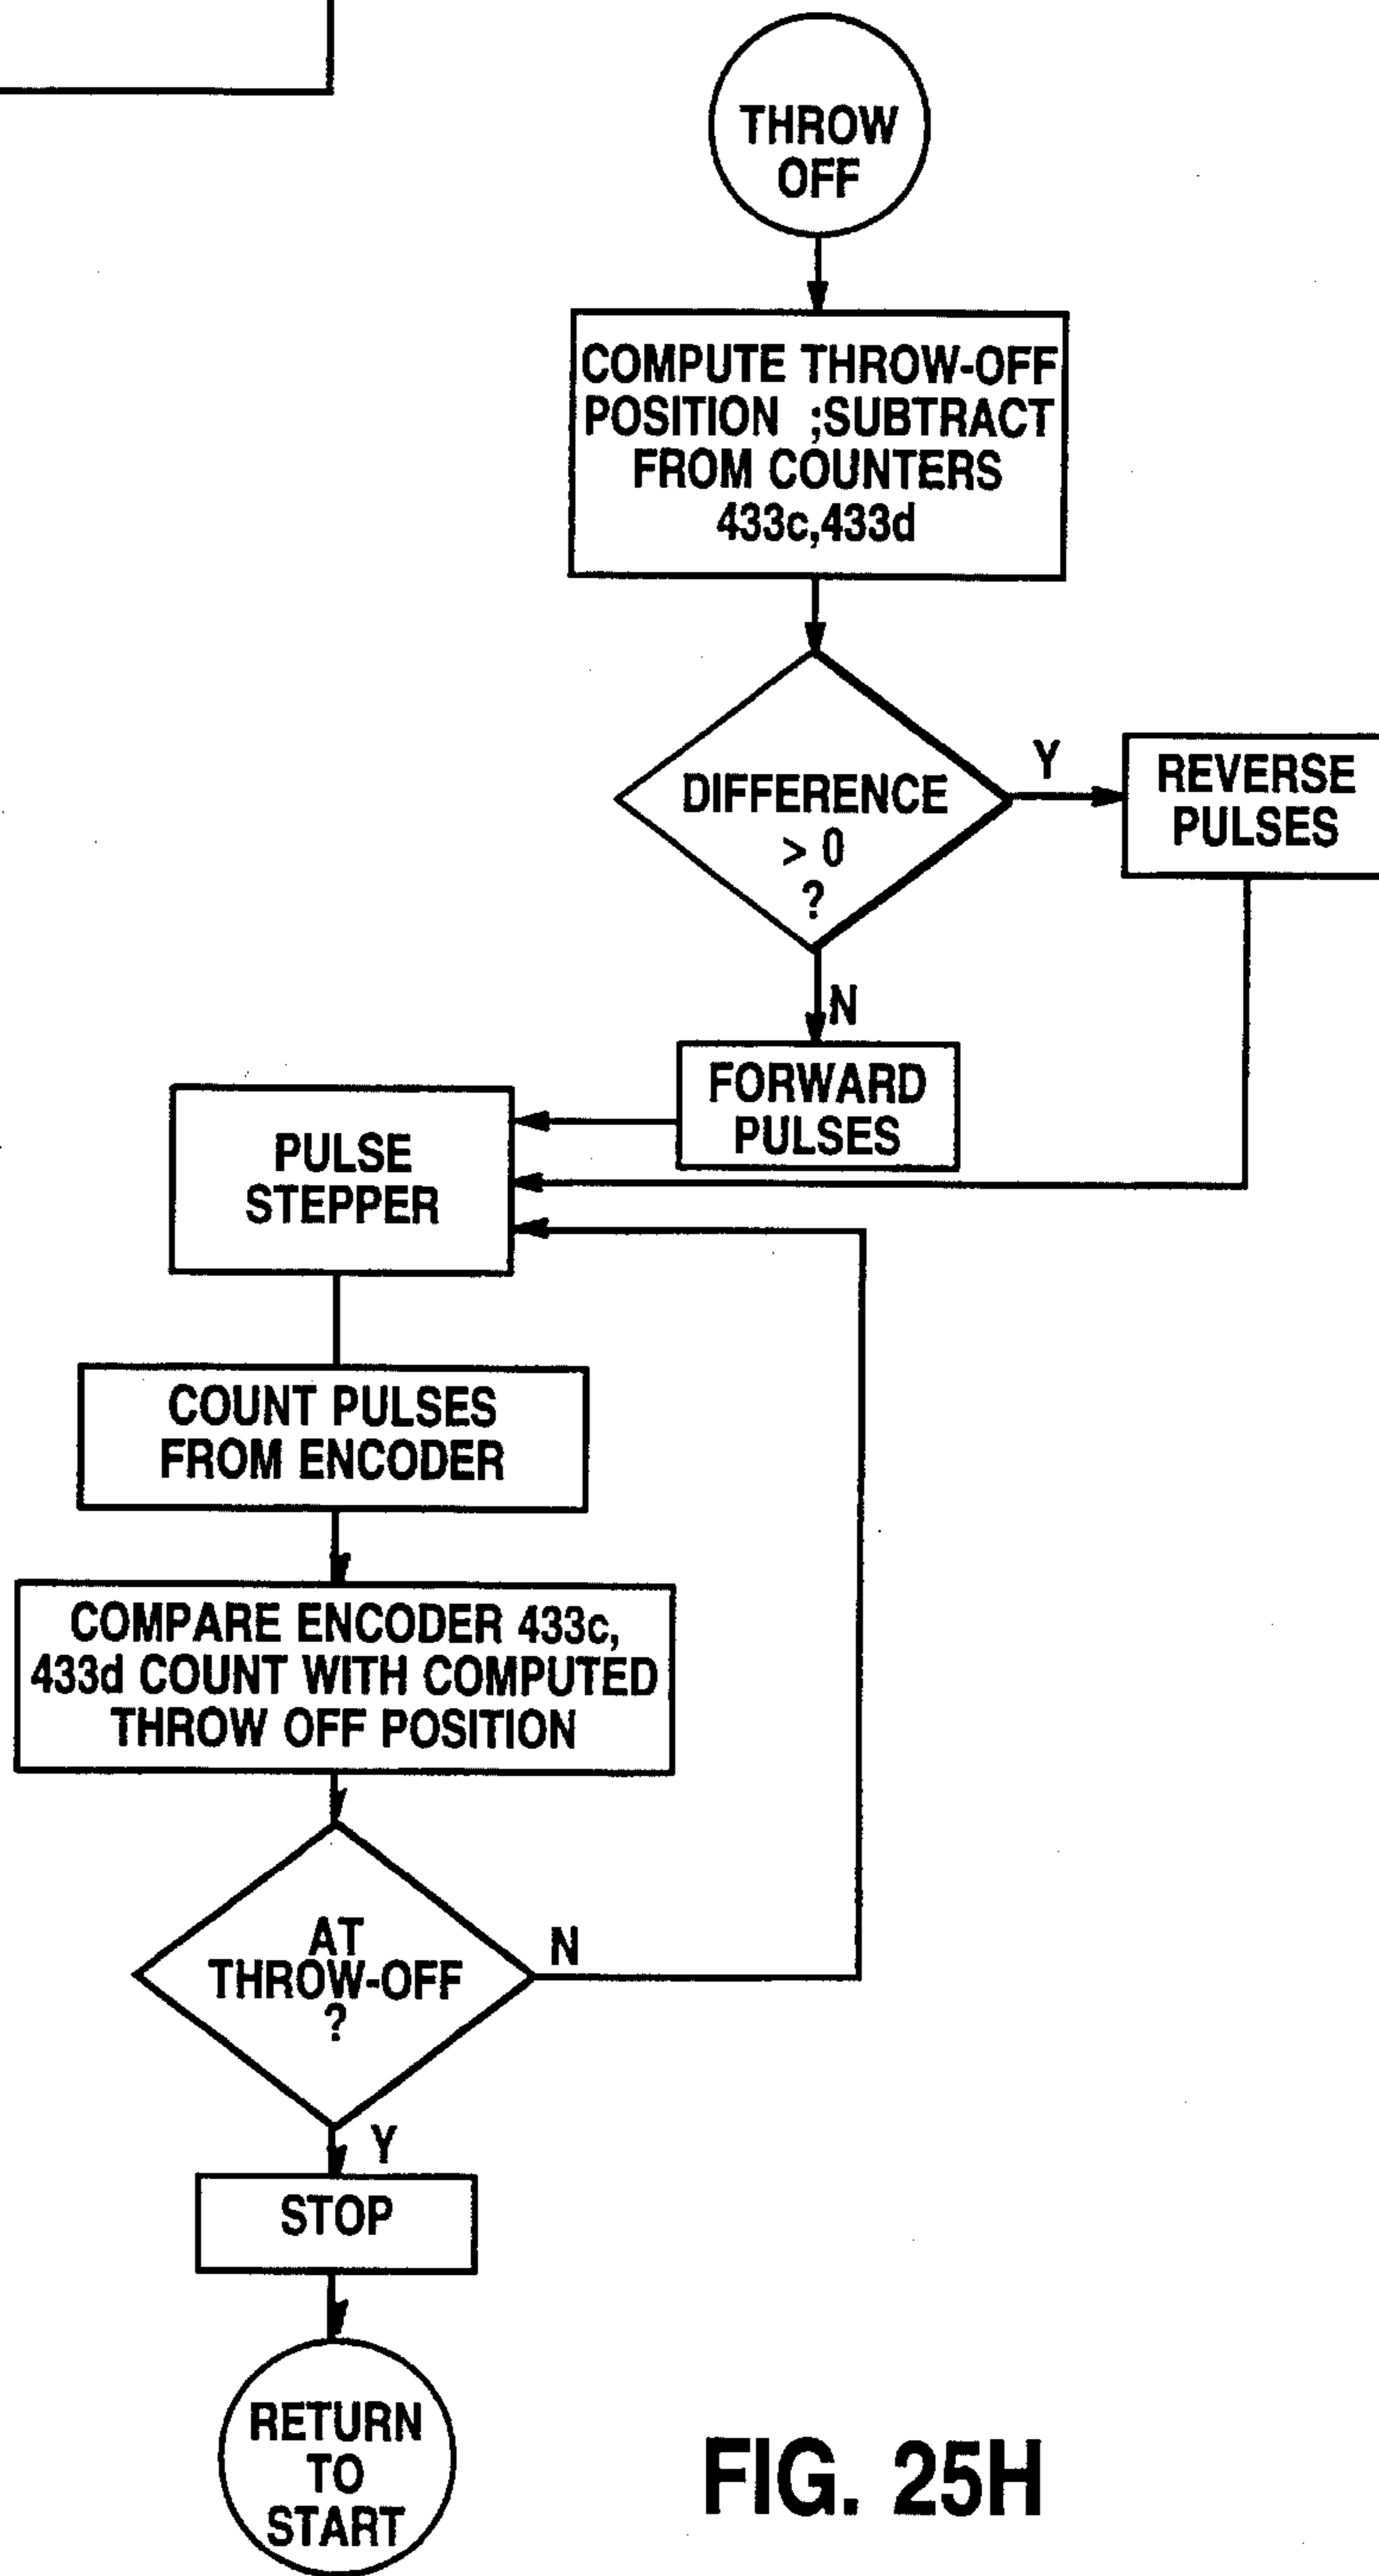 THROW
OFF
COMPUTE THROW-OFF
POSITION ;SUBTRACT
FROM COUNTERS
433c,433d
DIFFERENCE
> 0
?
Y
REVERSE
PULSES
N
FORWARD
PULSES
PULSE
STEPPER
COUNT PULSES
FROM ENCODER
COMPARE ENCODER 433c,
433d COUNT WITH COMPUTED
THROW OFF POSITION
AT
THROW-OFF
?
N
Y
STOP
RETURN
TO
START
FIG. 25H